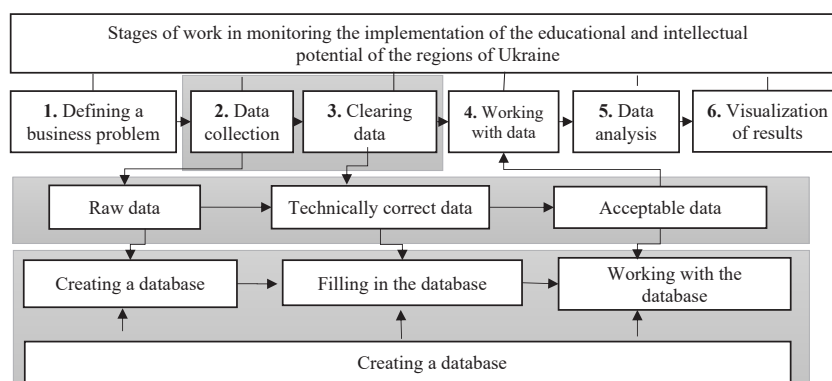 Stages of work in monitoring the implementation of the educational and intellectual
potential of the regions of Ukraine
1. Defining a
business problem
2. Data
collection
3. Clearing
data
4. Working
with data
5. Data
analysis
6. Visualization
of results
Raw data
Technically correct data
Acceptable data
Creating a database
Filling in the database
Working with the
database
Creating a database